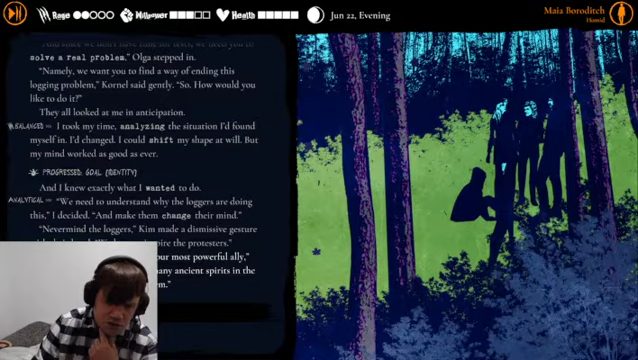 Rage Willpower Health Jun 22, Evening Maia Boroditch
Homid
solve a real problem," Olga stepped in.
"Namely, we want you to find a way of ending this
logging problem," Kornel said gently. "So. How would you
like to do it?"
They all looked at me in anticipation.
BALANCED I took my time, analyzing the situation I'd found
myself in. I'd changed. I could shift my shape at will. But
my mind worked as good as ever.
PROGRESSED: GOAL (IDENTITY)
And I knew exactly what I wanted to do.
ANALYTICAL "We need to understand why the loggers are doing
this," I decided. "And make them change their mind."
"Nevermind the loggers," Kim made a dismissive gesture
the protesters."
our most powerful ally,"
many ancient spirits in the